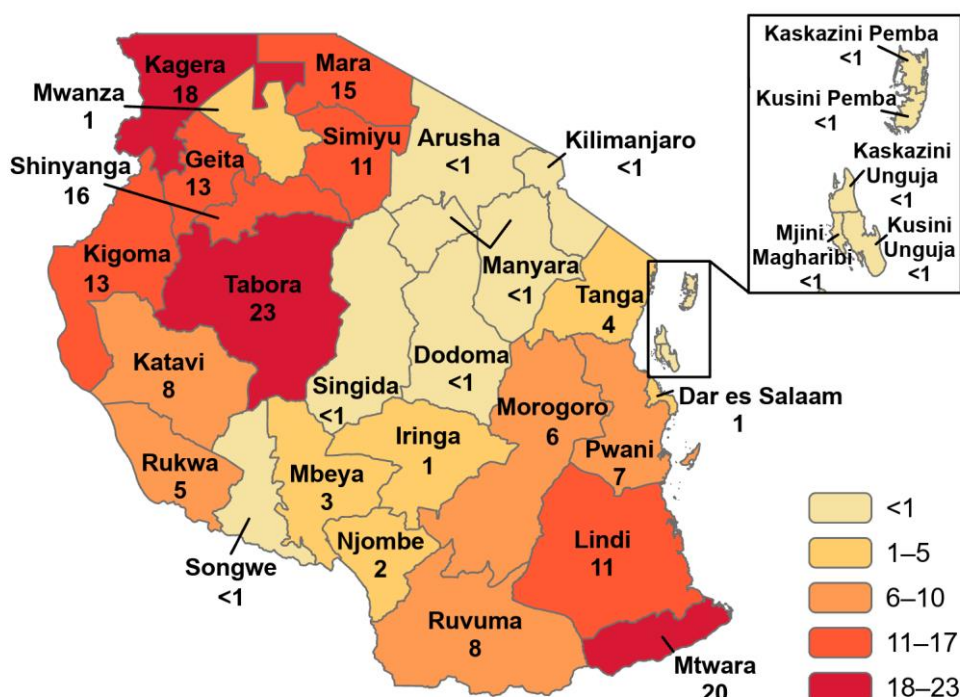 Kagera
18
Mara
15
Mwanza
1
Simiyu
11
Arusha
<1
Kilimanjaro
<1
Shinyanga
16
Geita
13
Kigoma
13
Tabora
23
Manyara
<1
Tanga
4
Katavi
8
Singida
<1
Dodoma
<1
Morogoro
6
Dar es Salaam
1
Pwani
7
Rukwa
5
Mbeya
3
Iringa
1
Songwe
<1
Njombe
2
Lindi
11
Ruvuma
8
Mtwara
20
Kaskazini Pemba
<1
Kusini Pemba
<1
Kaskazini
Unguja
<1
Mjini
Magharibi
<1
Kusini
Unguja
<1
<1
1–5
6–10
11–17
18–23